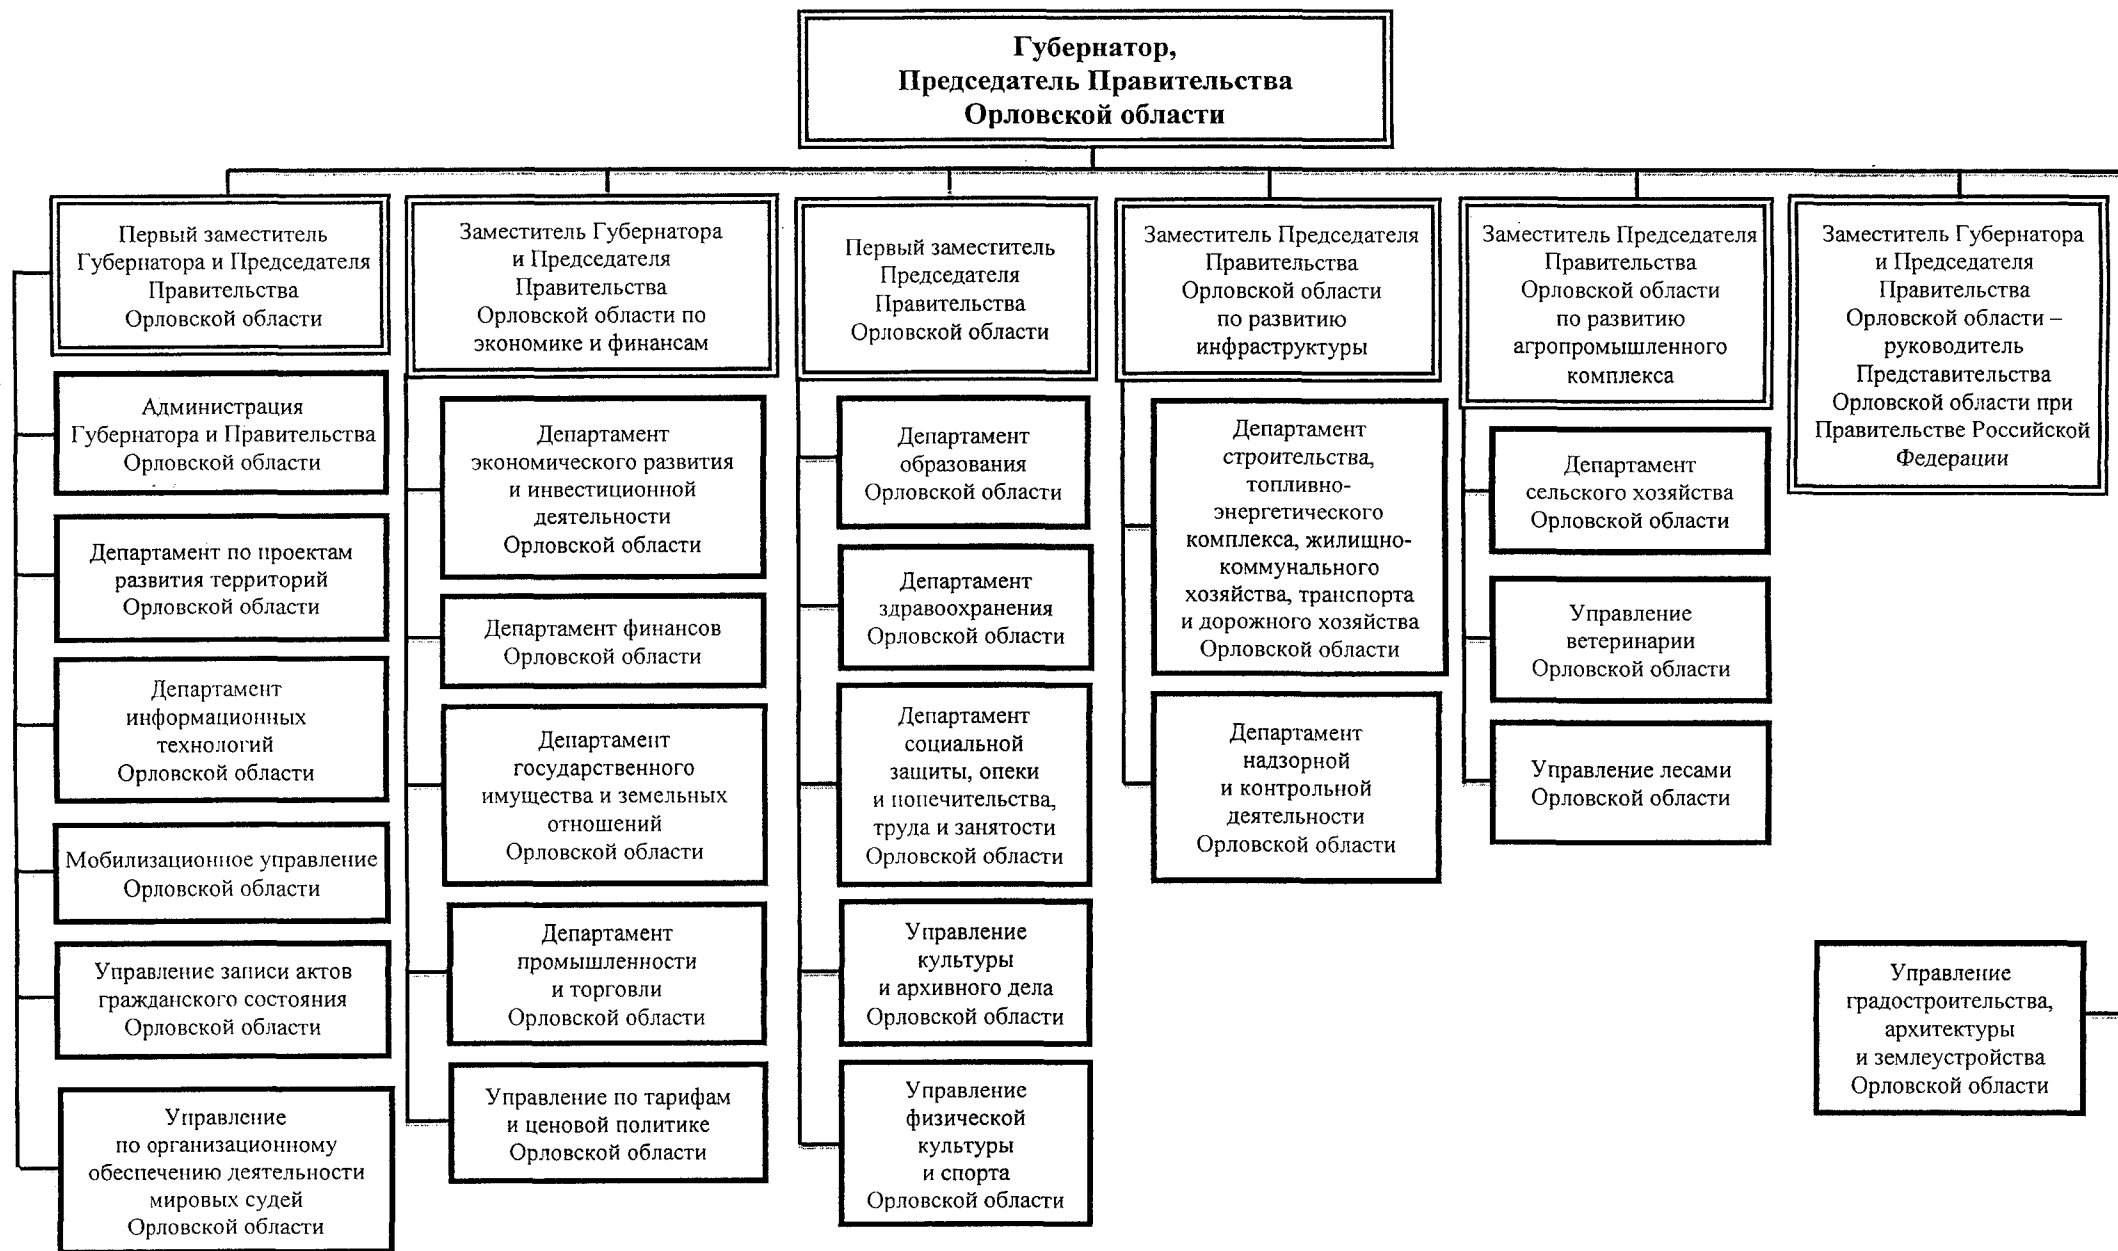 Губернатор,
Председатель Правительства
Орловской области
Первый заместитель
Губернатора и Председателя
Правительства
Орловской области
Администрация
Губернатора и Правительства
Орловской области
Департамент по проектам
развития территорий
Орловской области
Департамент
информационных
технологий
Орловской области
Мобилизационное управление
Орловской области
Управление записи актов
гражданского состояния
Орловской области
Управление
по организационному
обеспечению деятельности
мировых судей
Орловской области
Заместитель Губернатора
и Председателя
Правительства
Орловской области по
экономике и финансам
Департамент
экономического развития
и инвестиционной
деятельности
Орловской области
Департамент финансов
Орловской области
Департамент
государственного
имущества и земельных
отношений
Орловской области
Департамент
промышленности
и торговли
Орловской области
Управление по тарифам
и ценовой политике
Орловской области
Первый заместитель
Председателя
Правительства
Орловской области
Департамент
образования
Орловской области
Департамент
здравоохранения
Орловской области
Департамент
социальной
защиты, опеки
и попечительства,
труда и занятости
Орловской области
Управление
культуры
и архивного дела
Орловской области
Управление
физической
культуры
и спорта
Орловской области
Заместитель Председателя
Правительства
Орловской области
по развитию
инфраструктуры
Департамент
строительства,
топливно-
энергетического
комплекса, жилищно-
коммунального
хозяйства, транспорта
и дорожного хозяйства
Орловской области
Департамент
надзорной
и контрольной
деятельности
Орловской области
Заместитель Председателя
Правительства
Орловской области
по развитию
агропромышленного
комплекса
Департамент
сельского хозяйства
Орловской области
Управление
ветеринарии
Орловской области
Управление лесами
Орловской области
Заместитель Губернатора
и Председателя
Правительства
Орловской области –
руководитель
Представительства
Орловской области при
Правительстве Российской
Федерации
Управление
градостроительства,
архитектуры
и землеустройства
Орловской области